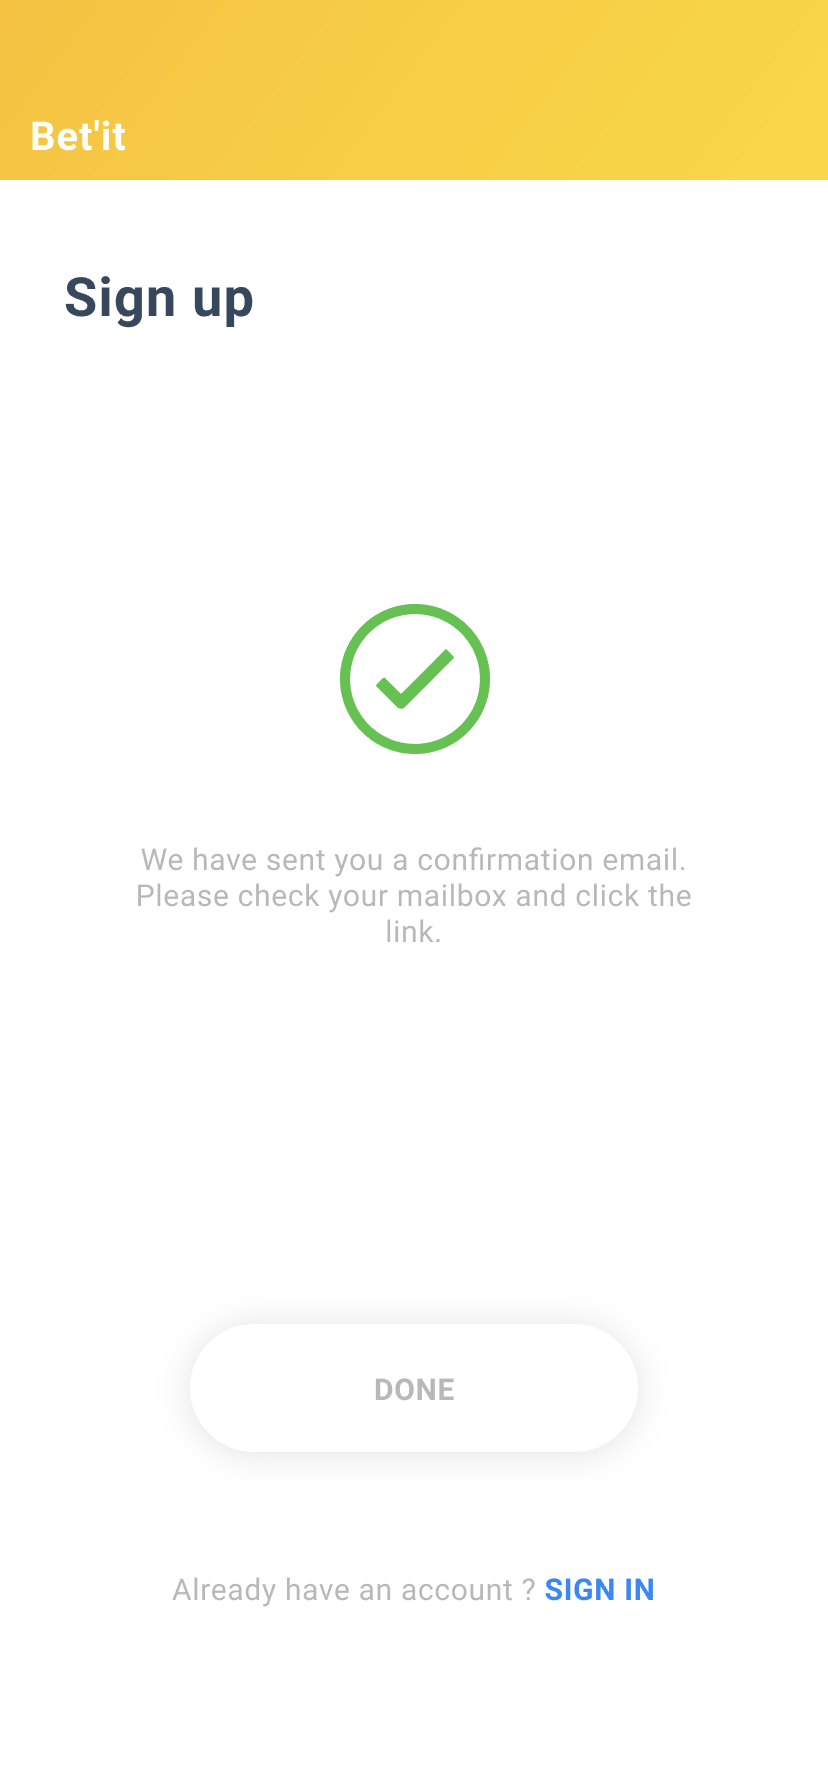 Bet'it
Sign up
We have sent you a confirmation email.
Please check your mailbox and click the
link.
DONE
Already have an account ? SIGN IN